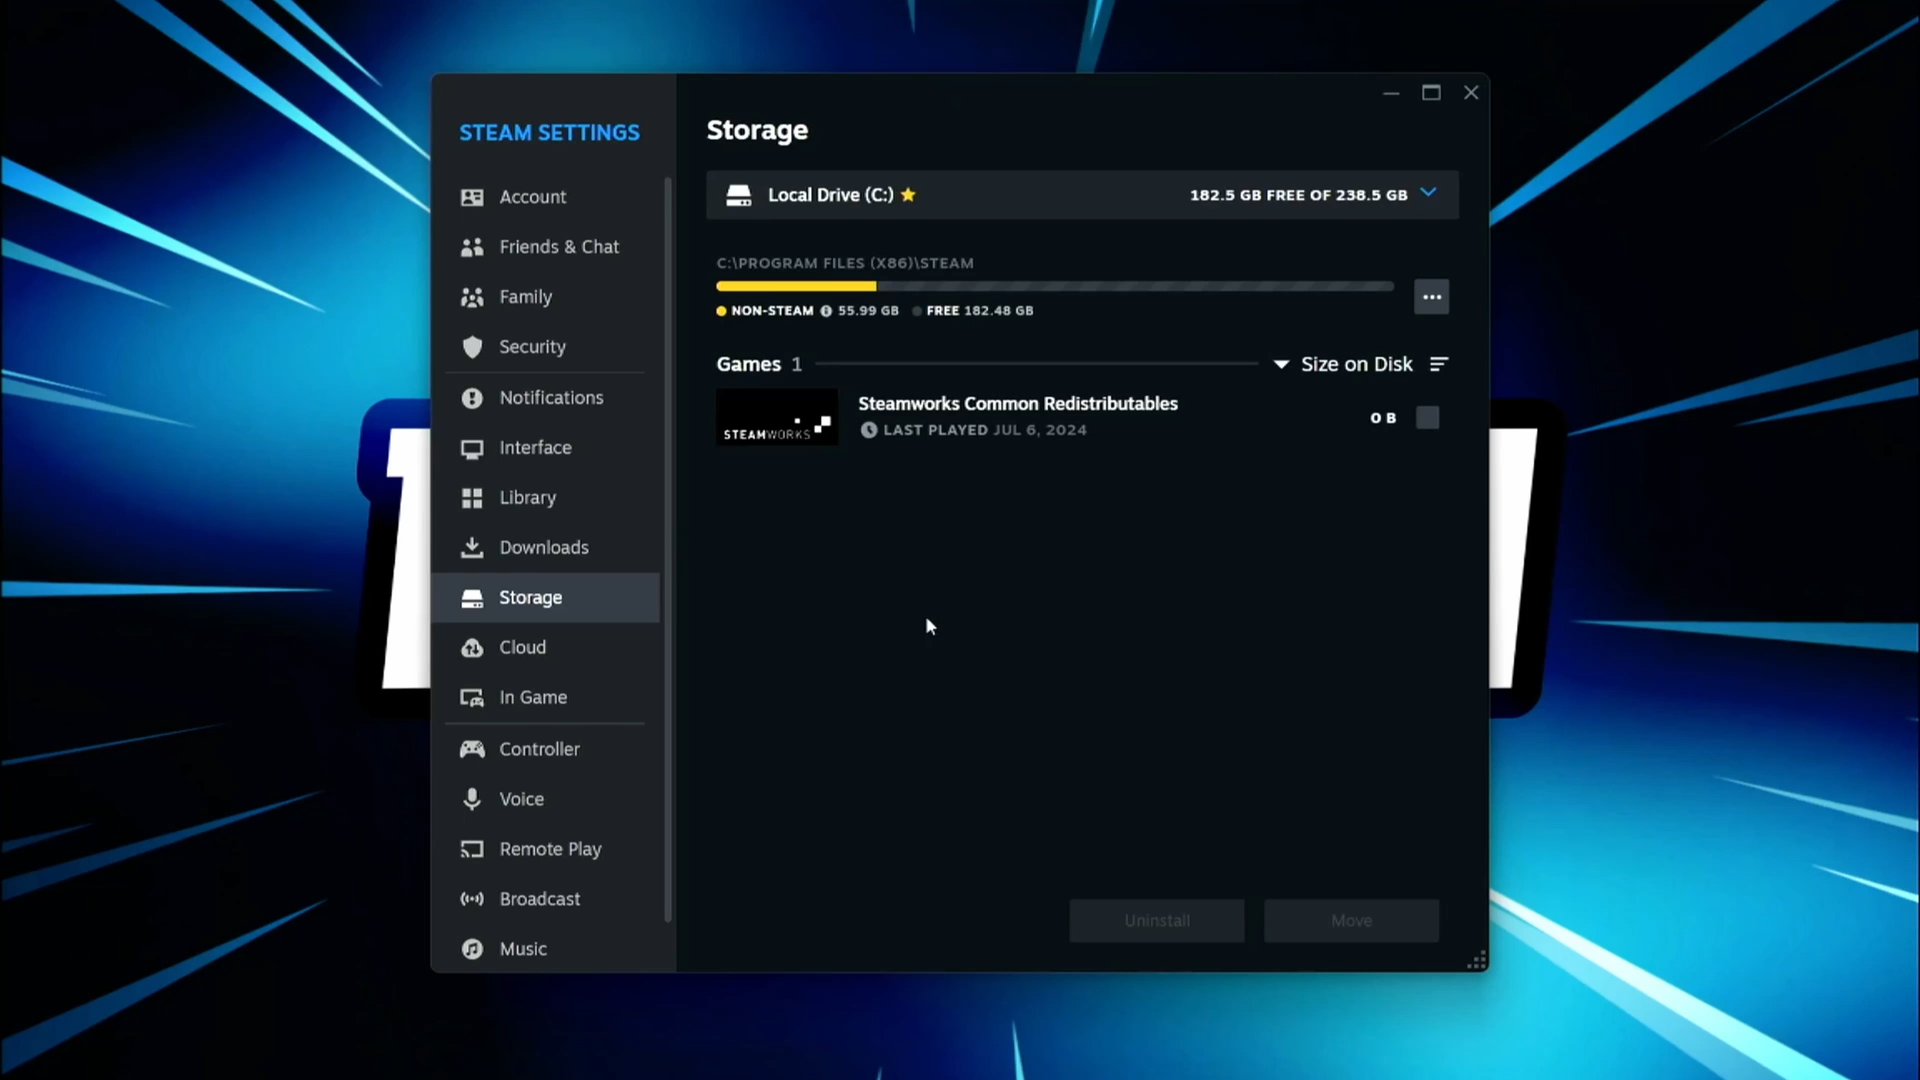 STEAM SETTINGS
Account
Friends & Chat
Family
Security
Notifications
Interface
Library
Downloads
Storage
Cloud
In Game
Controller
Voice
Remote Play
Broadcast
Music
Storage
Local Drive (C:)
182.5 GB FREE OF 238.5 GB
C:\PROGRAM FILES (X86)\STEAM
NON-STEAM 55.99 GB FREE 182.48 GB
Games 1
Size on Disk
STEAMWORKS
Steamworks Common Redistributables
LAST PLAYED JUL 6, 2024
0 B
Uninstall
Move